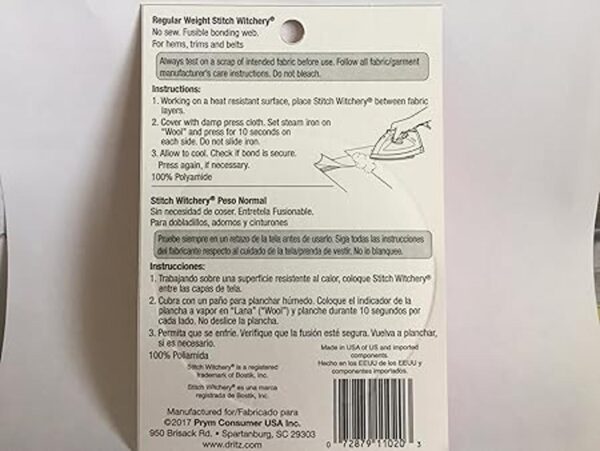 Regular Weight Stitch Witchery®
No sew. Fusible bonding web.
For hems, trims and belts
Always test on a scrap of intended fabric before use. Follow all fabric/garment
manufacturer's care instructions. Do not bleach.
Instructions:
1. Working on a heat resistant surface, place Stitch Witchery® between fabric
layers.
2. Cover with damp press cloth. Set steam iron on
"Wool" and press for 10 seconds on
each side. Do not slide iron.
3. Allow to cool. Check if bond is secure.
Press again, if necessary.
100% Polyamide
Stitch Witchery® Peso Normal
Sin necesidad de coser. Entretela Fusionable.
Para dobladillos, adornos y cinturones
Pruebe siempre en un retazo de la tela antes de usarlo. Siga todas las instrucciones
del fabricante respecto al cuidado de la tela/prenda de vestir. No lo blanquee.
Instrucciones:
1. Trabajando sobre una superficie resistente al calor, coloque Stitch Witchery®
entre las capas de tela.
2. Cubra con un paño para planchar húmedo. Coloque el indicador de la
plancha a vapor en "Lana" ("Wool") y planche durante 10 segundos por
cada lado. No deslice la plancha.
3. Permita que se enfríe. Verifique que la fusión esté segura. Vuelva a planchar,
si es necesario.
100% Poliamida
Stitch Witchery® is a registered
trademark of Bostik, Inc.
Stitch Witchery® es una marca
registrada de Bostik, Inc.
Made in USA of US and imported
components.
Hecho en los EEUU de los EEUU y
componentes importados.
Manufactured for/Fabricado para
©2017 Prym Consumer USA Inc.
950 Brisack Rd. • Spartanburg, SC 29303
www.dritz.com
0 72879 11020 3